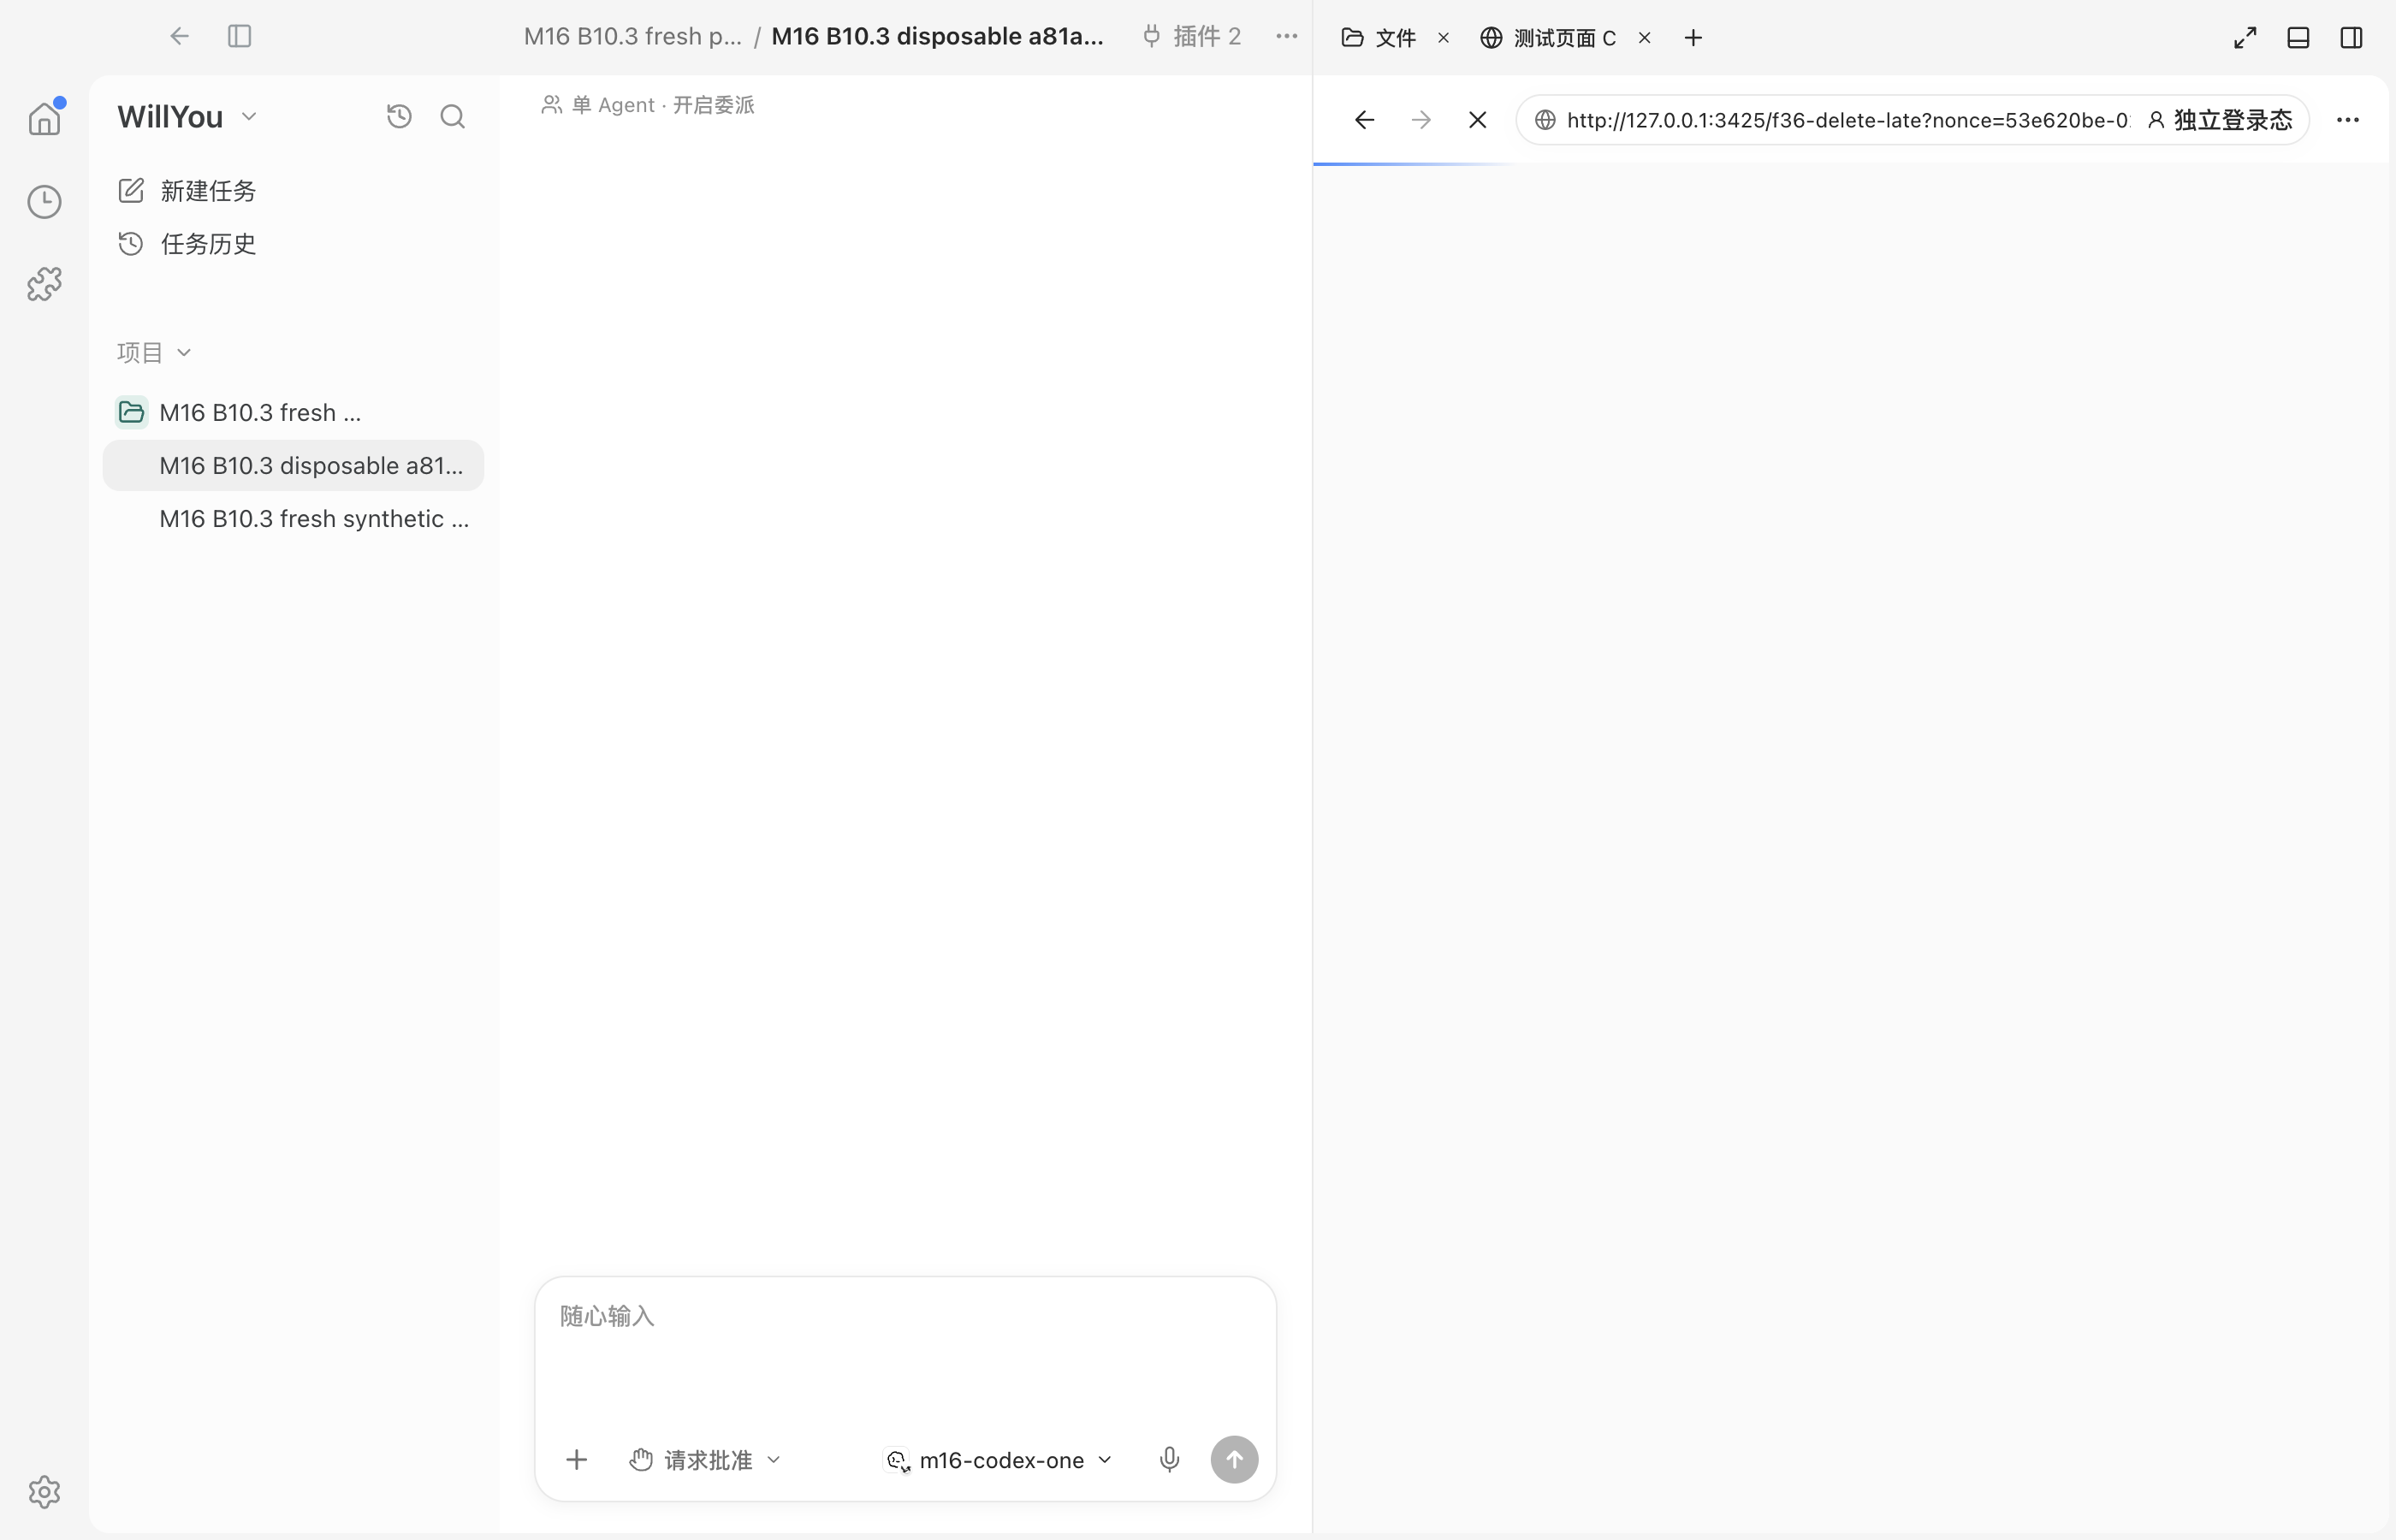 M16 B10.3 fresh p... / M16 B10.3 disposable a81a... 插件 2
文件 测试页面 C
WillYou
新建任务
任务历史
项目
M16 B10.3 fresh ...
M16 B10.3 disposable a81...
M16 B10.3 fresh synthetic ...
单 Agent · 开启委派
随心输入
请求批准 m16-codex-one
http://127.0.0.1:3425/f36-delete-late?nonce=53e620be-0 独立登录态